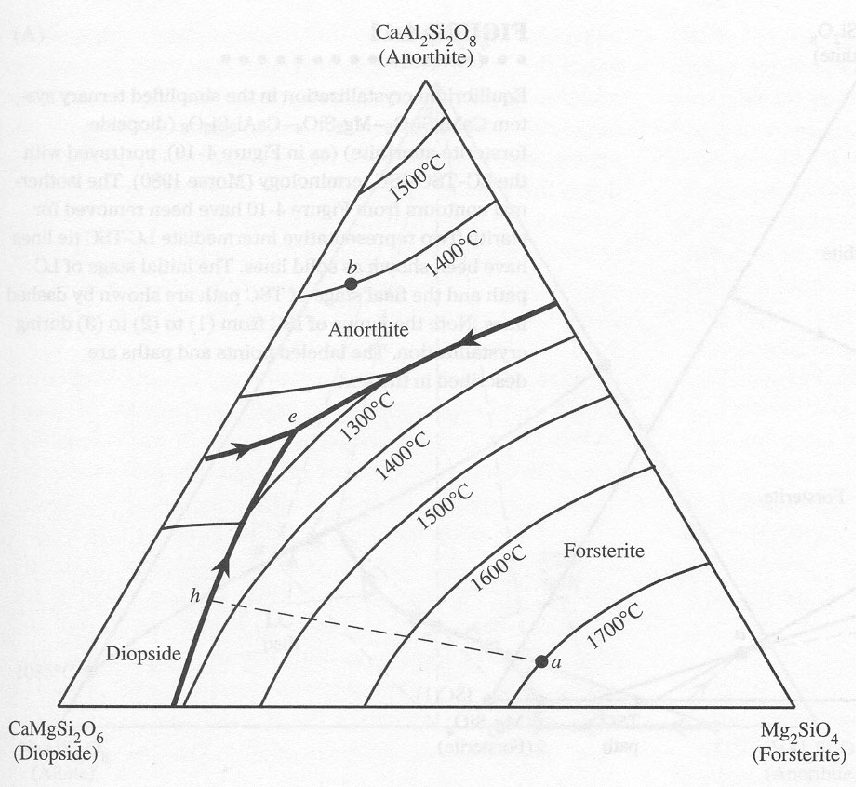 CaAl₂Si₂O₈
(Anorthite)
1500°C
1400°C
b
Anorthite
e
1300°C
1400°C
1500°C
Forsterite
1600°C
h
1700°C
Diopside
a
CaMgSi₂O₆
(Diopside)
Mg₂SiO₄
(Forsterite)